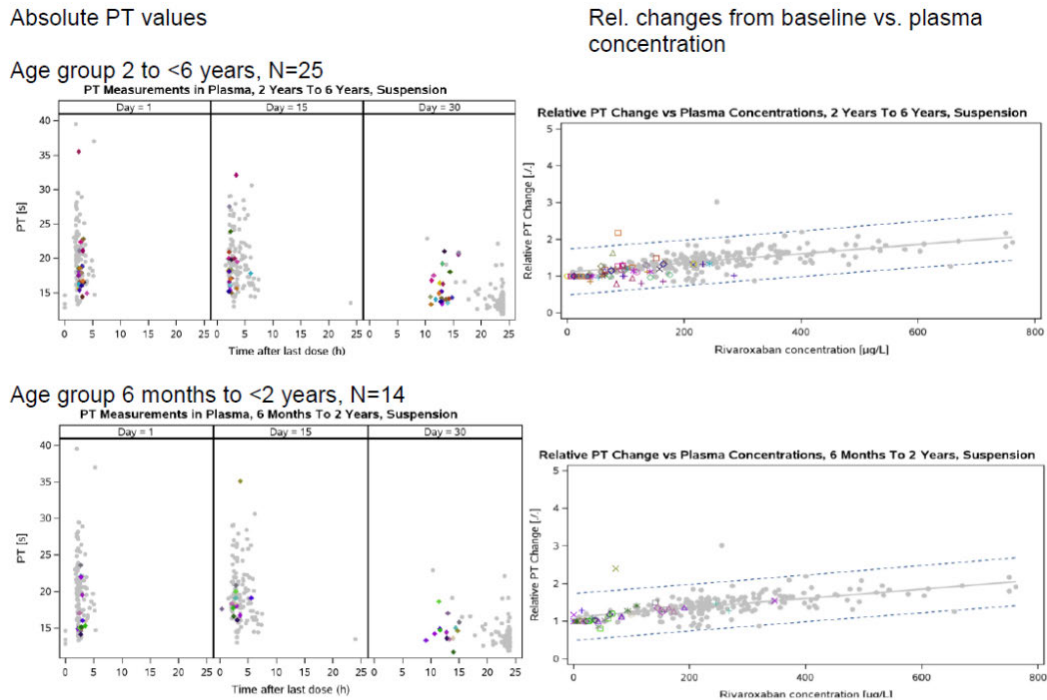 Absolute PT values
Rel. changes from baseline vs. plasma
concentration
Age group 2 to <6 years, N=25
PT Measurements in Plasma, 2 Years To 6 Years, Suspension
Day = 1
Day = 15
Day = 30
PT [s]
40
35
30
25
20
15
0 5 10 15 20 25 0 5 10 15 20 25 0 5 10 15 20 25
Time after last dose (h)
Relative PT Change vs Plasma Concentrations, 2 Years To 6 Years, Suspension
Relative PT Change [./.]
5
4
3
2
1
0
0 200 400 600 800
Rivaroxaban concentration [µg/L]
Age group 6 months to <2 years, N=14
PT Measurements in Plasma, 6 Months To 2 Years, Suspension
Day = 1
Day = 15
Day = 30
PT [s]
40
35
30
25
20
15
0 5 10 15 20 25 0 5 10 15 20 25 0 5 10 15 20 25
Time after last dose (h)
Relative PT Change vs Plasma Concentrations, 6 Months To 2 Years, Suspension
Relative PT Change [./.]
5
4
3
2
1
0
0 200 400 600 800
Rivaroxaban concentration [µg/L]